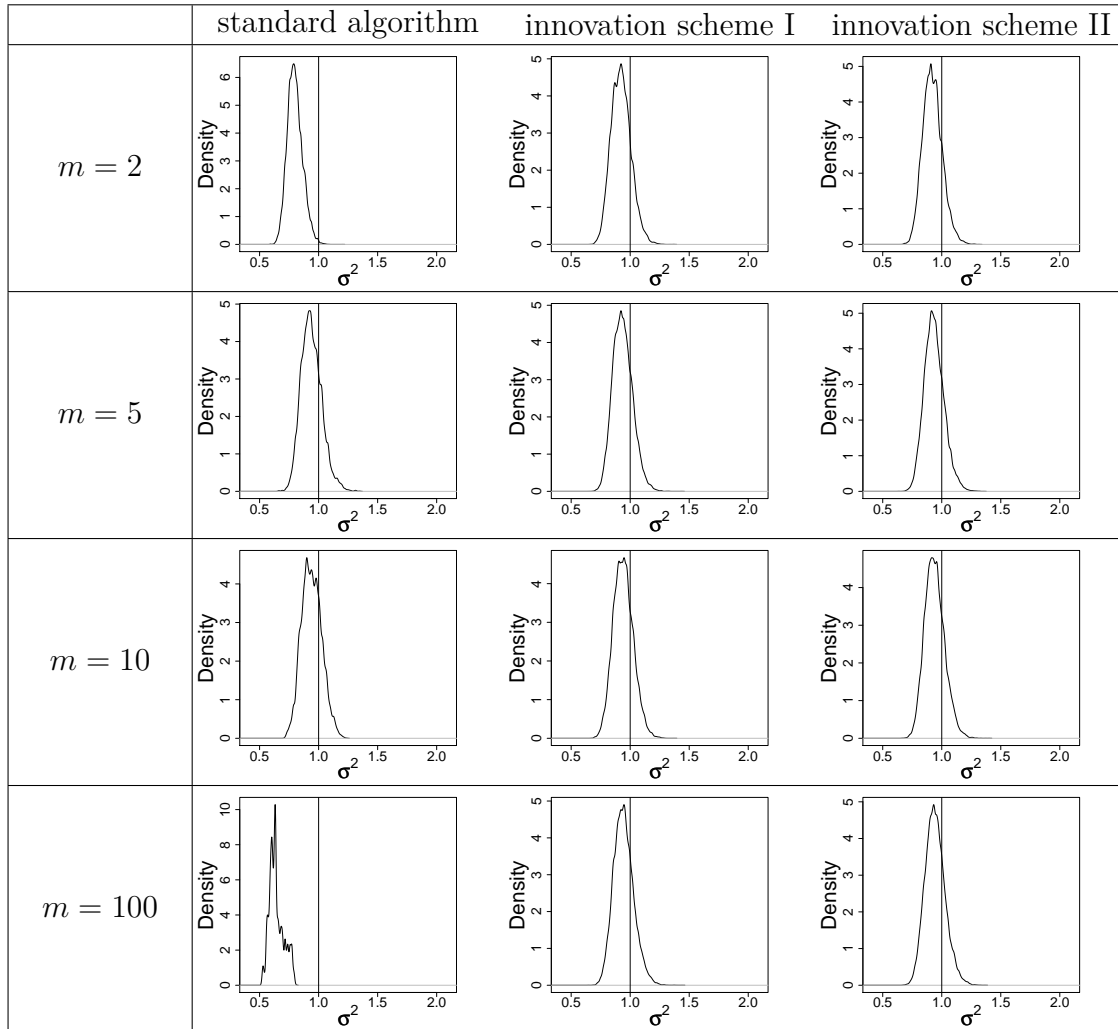 standard algorithm innovation scheme I innovation scheme II
m = 2
Density
0 1 2 3 4 5 6
0.5 1.0 1.5 2.0
σ²
Density
0 1 2 3 4 5
0.5 1.0 1.5 2.0
σ²
Density
0 1 2 3 4 5
0.5 1.0 1.5 2.0
σ²
m = 5
Density
0 1 2 3 4 5
0.5 1.0 1.5 2.0
σ²
Density
0 1 2 3 4 5
0.5 1.0 1.5 2.0
σ²
Density
0 1 2 3 4 5
0.5 1.0 1.5 2.0
σ²
m = 10
Density
0 1 2 3 4
0.5 1.0 1.5 2.0
σ²
Density
0 1 2 3 4
0.5 1.0 1.5 2.0
σ²
Density
0 1 2 3 4
0.5 1.0 1.5 2.0
σ²
m = 100
Density
0 2 4 6 8 10
0.5 1.0 1.5 2.0
σ²
Density
0 1 2 3 4 5
0.5 1.0 1.5 2.0
σ²
Density
0 1 2 3 4 5
0.5 1.0 1.5 2.0
σ²